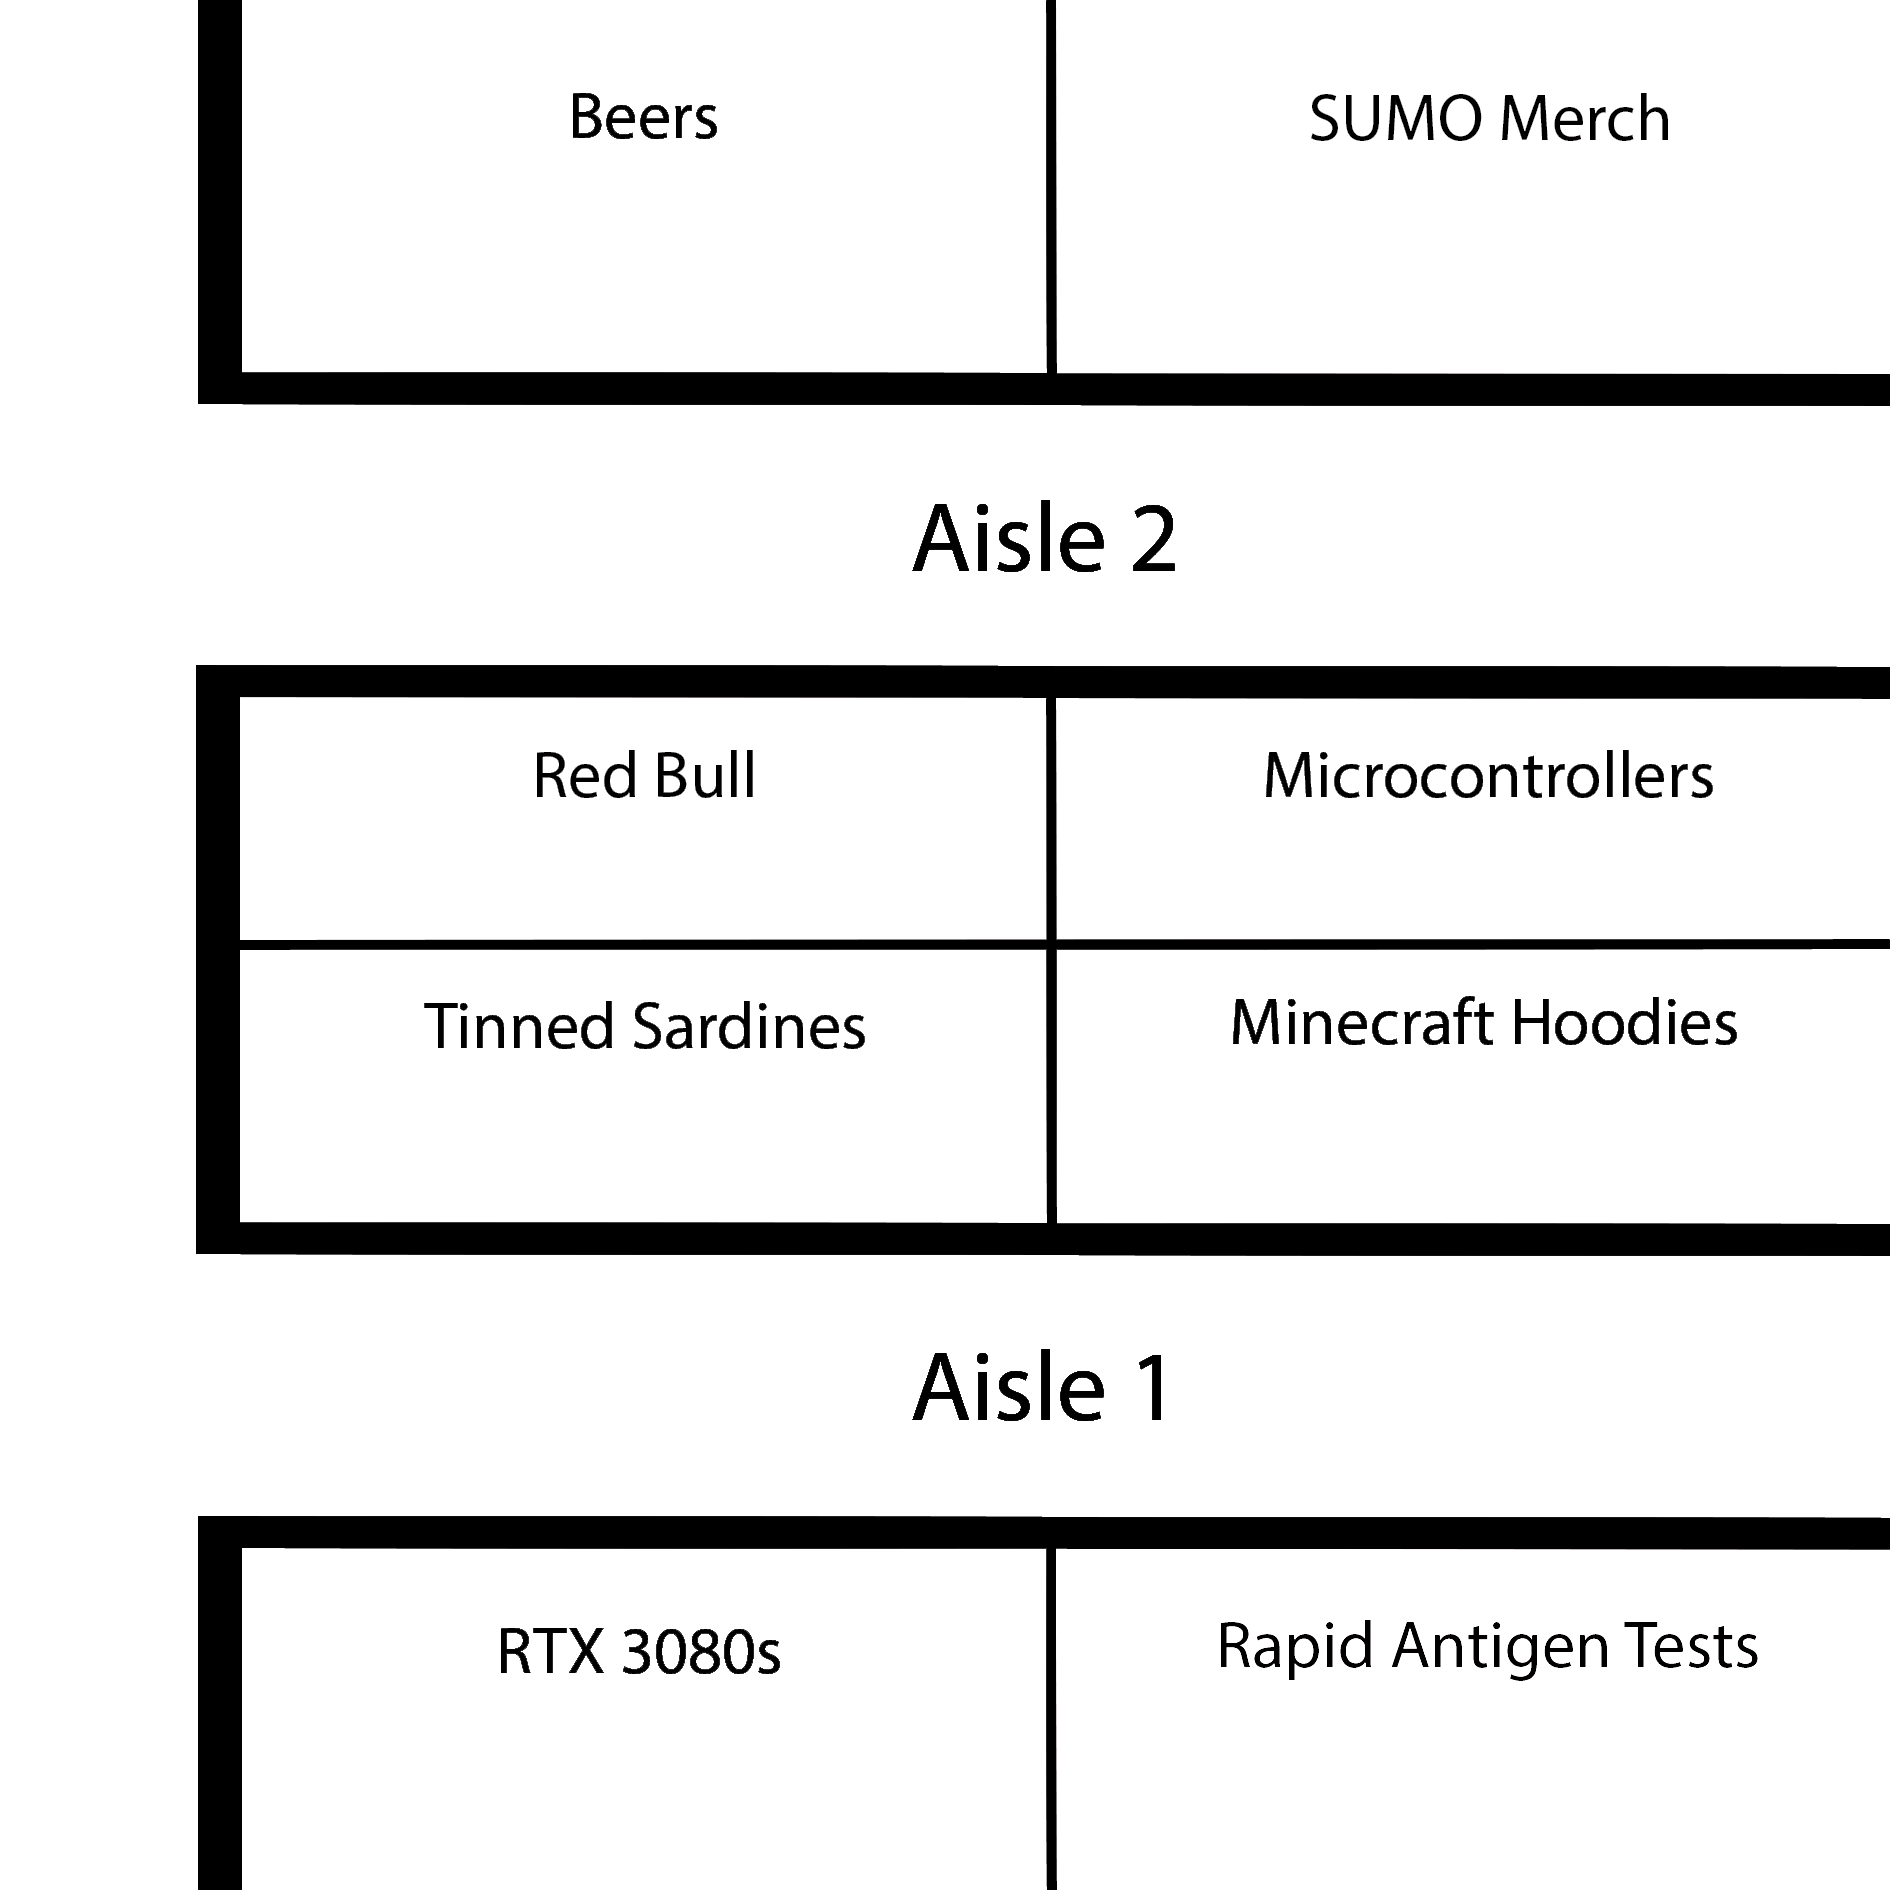 Beers
SUMO Merch
Aisle 2
Red Bull
Microcontrollers
Tinned Sardines
Minecraft Hoodies
Aisle 1
RTX 3080s
Rapid Antigen Tests